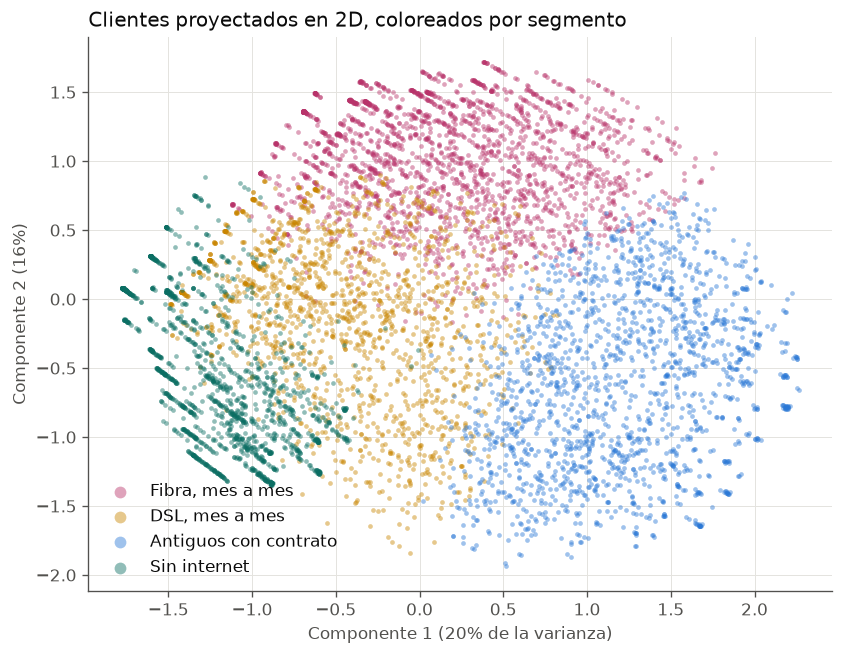 Clientes proyectados en 2D, coloreados por segmento
Componente 2 (16%)
1.5
1.0
0.5
0.0
−0.5
−1.0
−1.5
−2.0
Fibra, mes a mes
DSL, mes a mes
Antiguos con contrato
Sin internet
−1.5 −1.0 −0.5 0.0 0.5 1.0 1.5 2.0
Componente 1 (20% de la varianza)